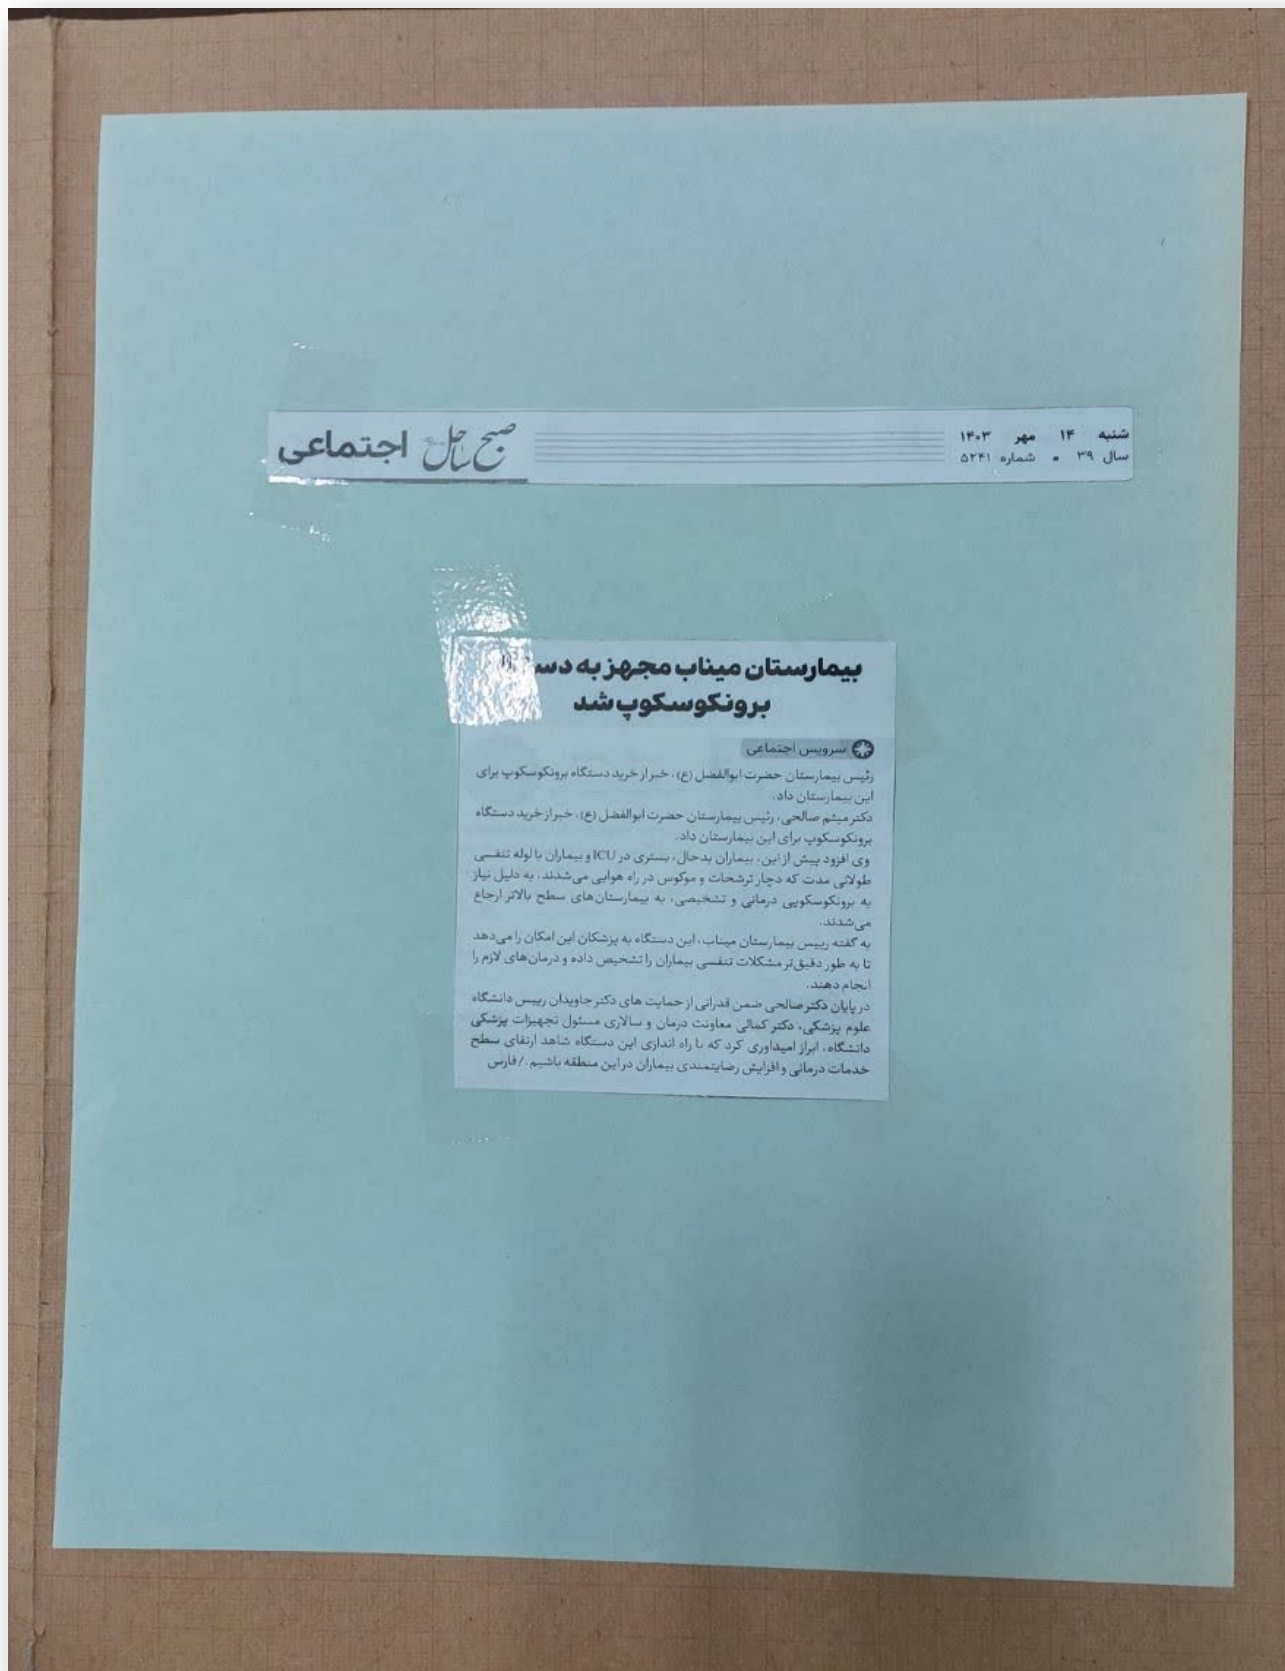 شنبه ۱۴ مهر ۱۴۰۳
سال ۳۹ • شماره ۵۲۴۱
صبح ساحل اجتماعی
بیمارستان میناب مجهز به
برونکوسکوپ شد
سرویس اجتماعی
رئیس بیمارستان حضرت ابوالفضل (ع)، خبر از خرید دستگاه برونکوسکوپ برای
این بیمارستان داد.
دکتر میثم صالحی، رئیس بیمارستان حضرت ابوالفضل (ع)، خبر از خرید دستگاه
برونکوسکوپ برای این بیمارستان داد.
وی افزود پیش از این، بیماران بدحال، بستری در ICU و بیماران با لوله تنفسی
طولانی مدت که دچار ترشحات و موکوس در راه هوایی می‌شدند، به دلیل نیاز
به برونکوسکوپی درمانی و تشخیصی، به بیمارستان‌های سطح بالاتر ارجاع
می‌شدند.
به گفته رییس بیمارستان میناب، این دستگاه به پزشکان این امکان را می‌دهد
تا به طور دقیق‌تر مشکلات تنفسی بیماران را تشخیص داده و درمان‌های لازم را
انجام دهند.
در پایان دکتر صالحی ضمن قدرانی از حمایت های دکتر جاویدان رییس دانشگاه
علوم پزشکی، دکتر کمالی معاونت درمان و سالاری مسئول تجهیزات پزشکی
دانشگاه، ابراز امیداوری کرد که با راه اندازی این دستگاه شاهد ارتقای سطح
خدمات درمانی و افزایش رضایتمندی بیماران در این منطقه باشیم./فارس